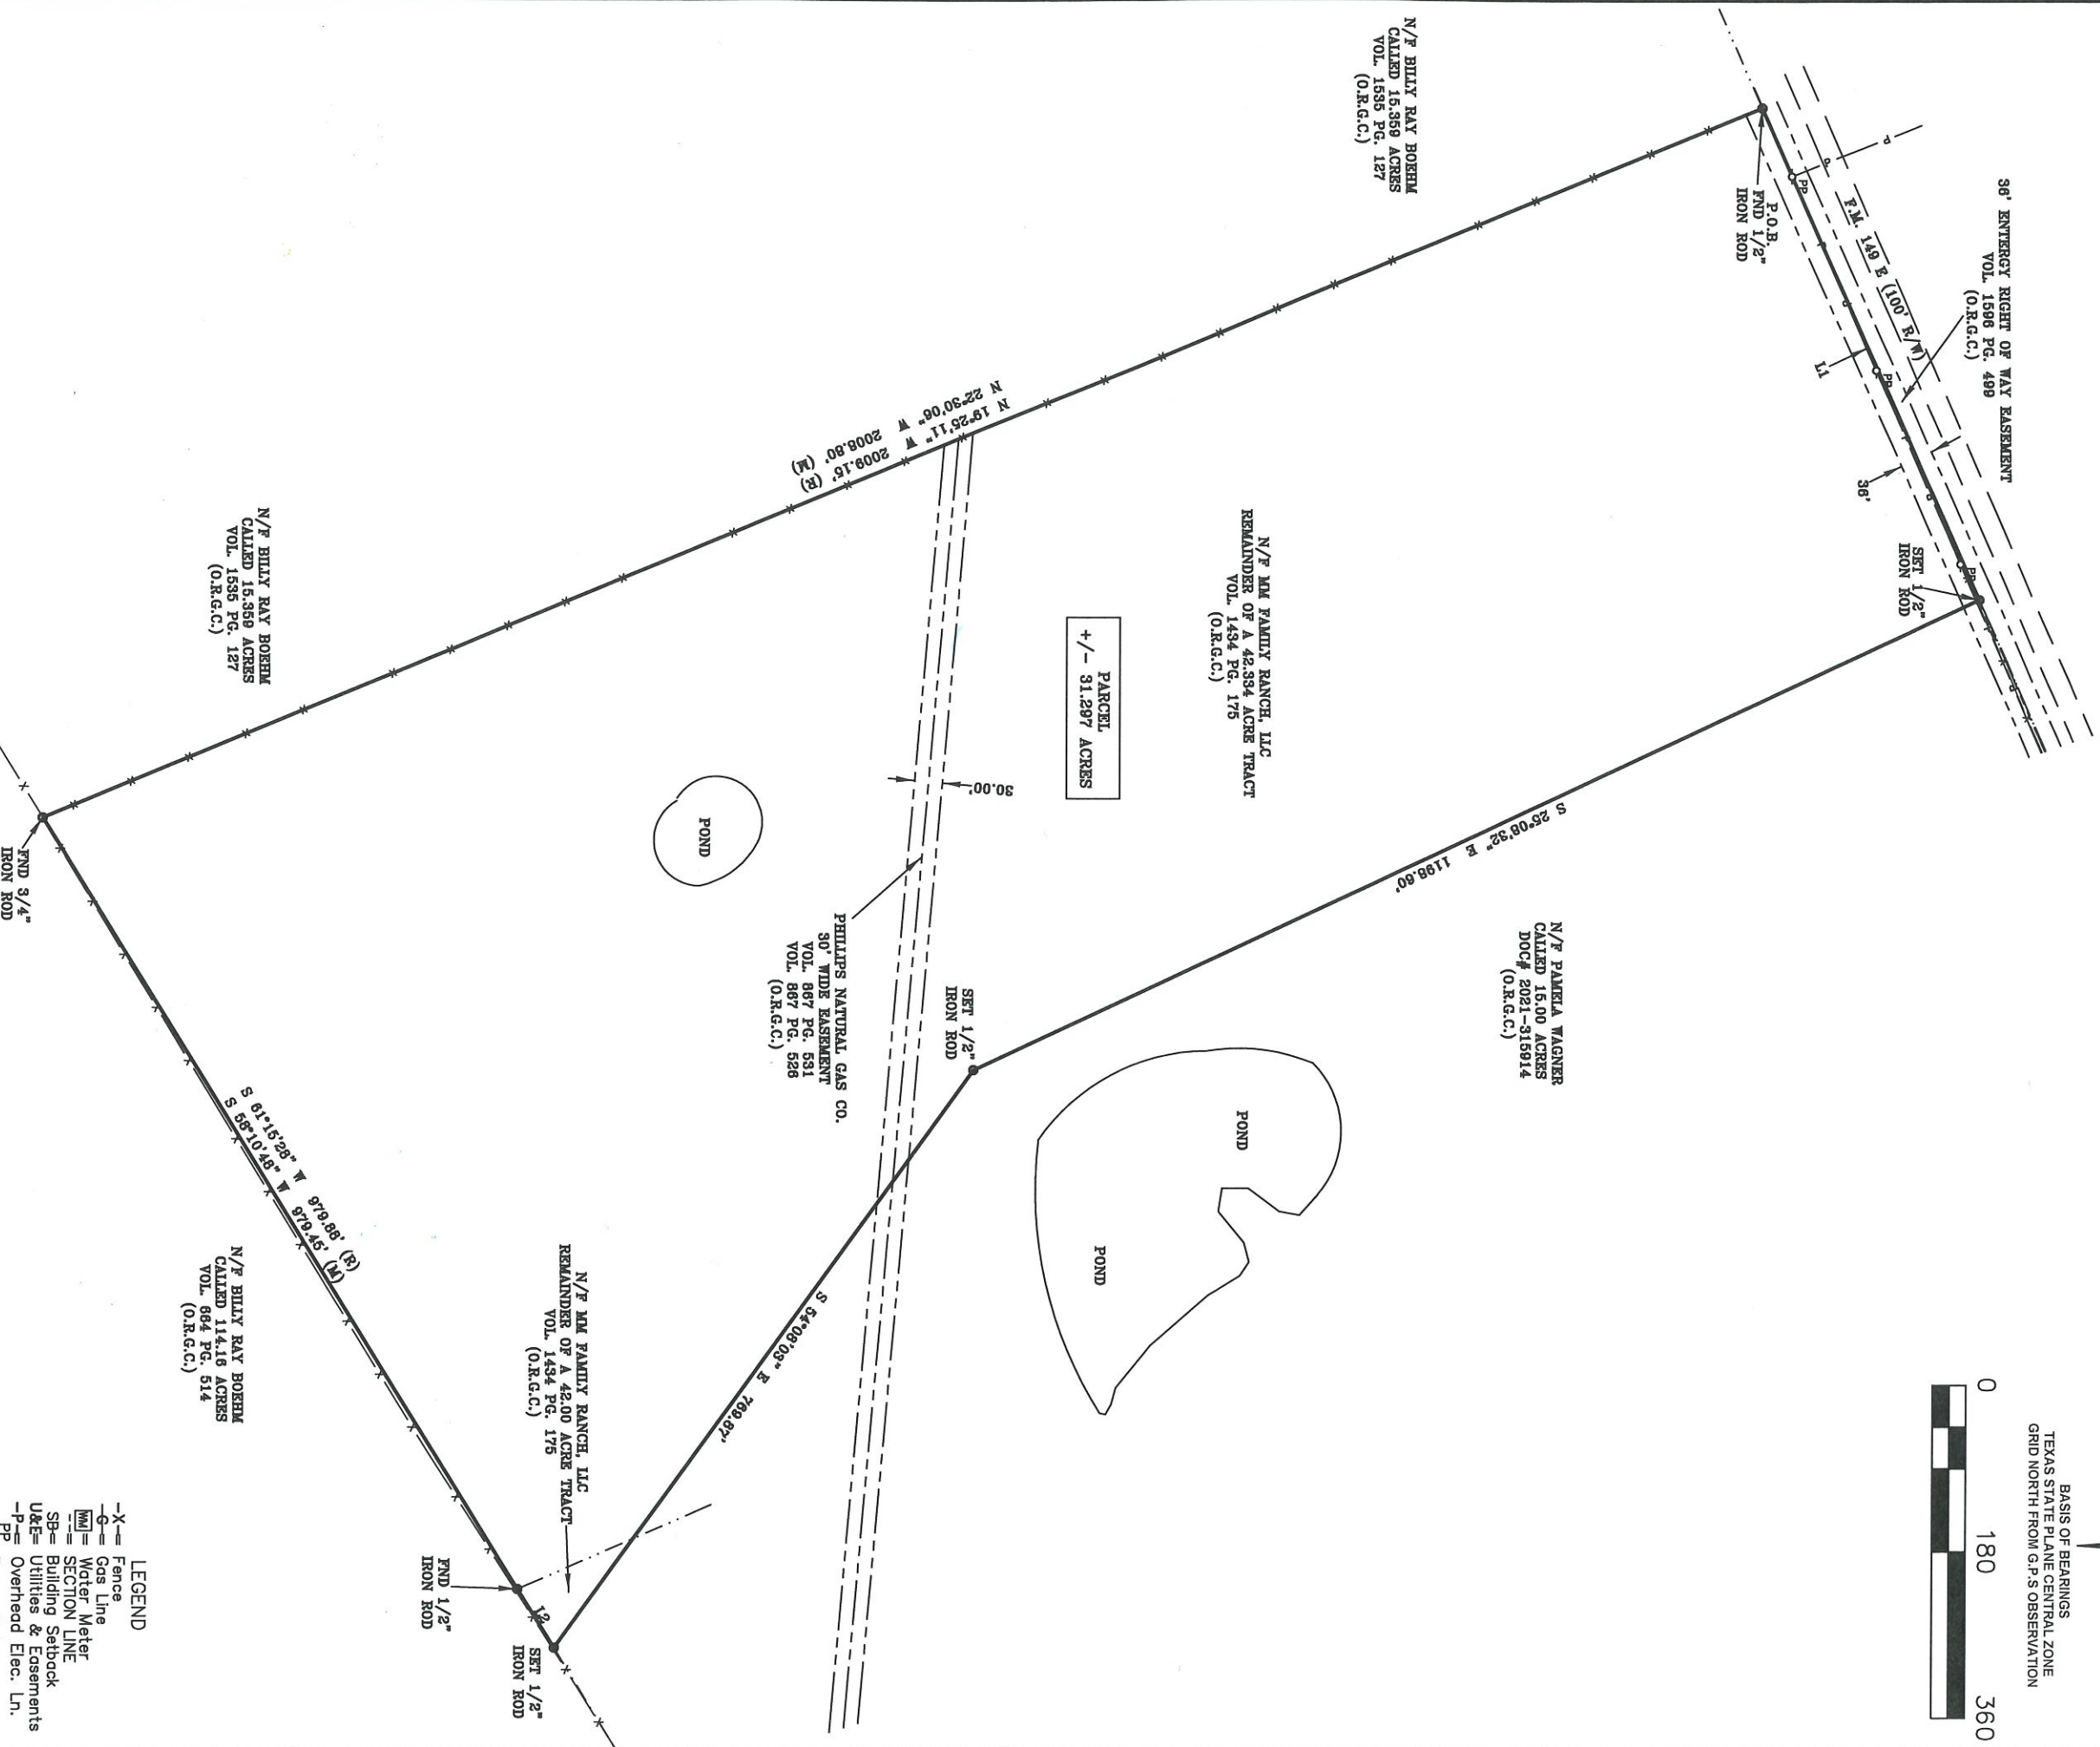 BASIS OF BEARINGS
TEXAS STATE PLANE CENTRAL ZONE
GRID NORTH FROM G.P.S OBSERVATION
0 180 360
36' ENTERGY RIGHT OF WAY EASEMENT
VOL. 1596 PG. 499
(O.R.G.C.)
F.M. 149 E (100' R/W)
P
P
PP
PP
PP
L1
36'
P.O.B.
FND 1/2"
IRON ROD
SET 1/2"
IRON ROD
N/F BILLY RAY BOEHM
CALLED 15.359 ACRES
VOL. 1535 PG. 127
(O.R.G.C.)
N/F PAMELA WAGNER
CALLED 15.00 ACRES
DOC# 2021-315914
(O.R.G.C.)
S 25°08'32" E 1198.60'
N/F MM FAMILY RANCH, LLC
REMAINDER OF A 42.334 ACRE TRACT
VOL. 1434 PG. 175
(O.R.G.C.)
PARCEL
+/- 31.297 ACRES
POND
POND
N 19°25'11" W 2009.15' (R)
N 22°30'06" W 2008.80' (M)
30.00'
SET 1/2"
IRON ROD
PHILLIPS NATURAL GAS CO.
30' WIDE EASEMENT
VOL. 867 PG. 531
VOL. 867 PG. 526
(O.R.G.C.)
POND
S 54°08'03" E 769.87'
N/F MM FAMILY RANCH, LLC
REMAINDER OF A 42.00 ACRE TRACT
VOL. 1434 PG. 175
(O.R.G.C.)
N/F BILLY RAY BOEHM
CALLED 15.359 ACRES
VOL. 1535 PG. 127
(O.R.G.C.)
S 61°15'28" W 979.88' (R)
S 58°10'48" W 979.45' (M)
FND 1/2"
IRON ROD
L2
SET 1/2"
IRON ROD
N/F BILLY RAY BOEHM
CALLED 114.16 ACRES
VOL. 664 PG. 514
(O.R.G.C.)
FND 3/4"
IRON ROD
LEGEND
-X-= Fence
-G-= Gas Line
WM= Water Meter
--= SECTION LINE
SB= Building Setback
U&E= Utilities & Easements
-P-= Overhead Elec. Ln.
PP